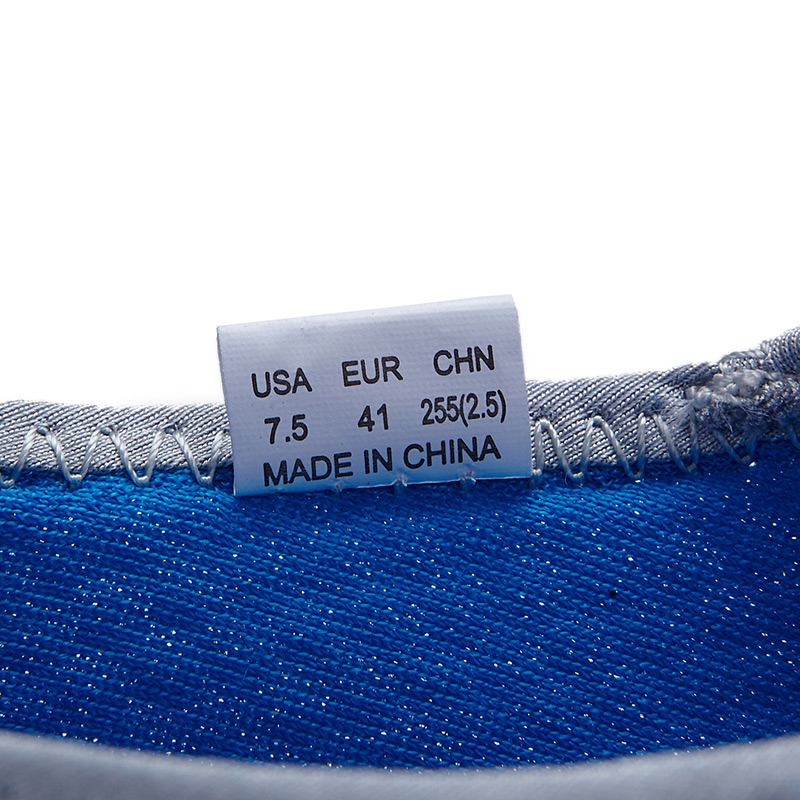 USA EUR CHN
7.5 41 255(2.5)
MADE IN CHINA